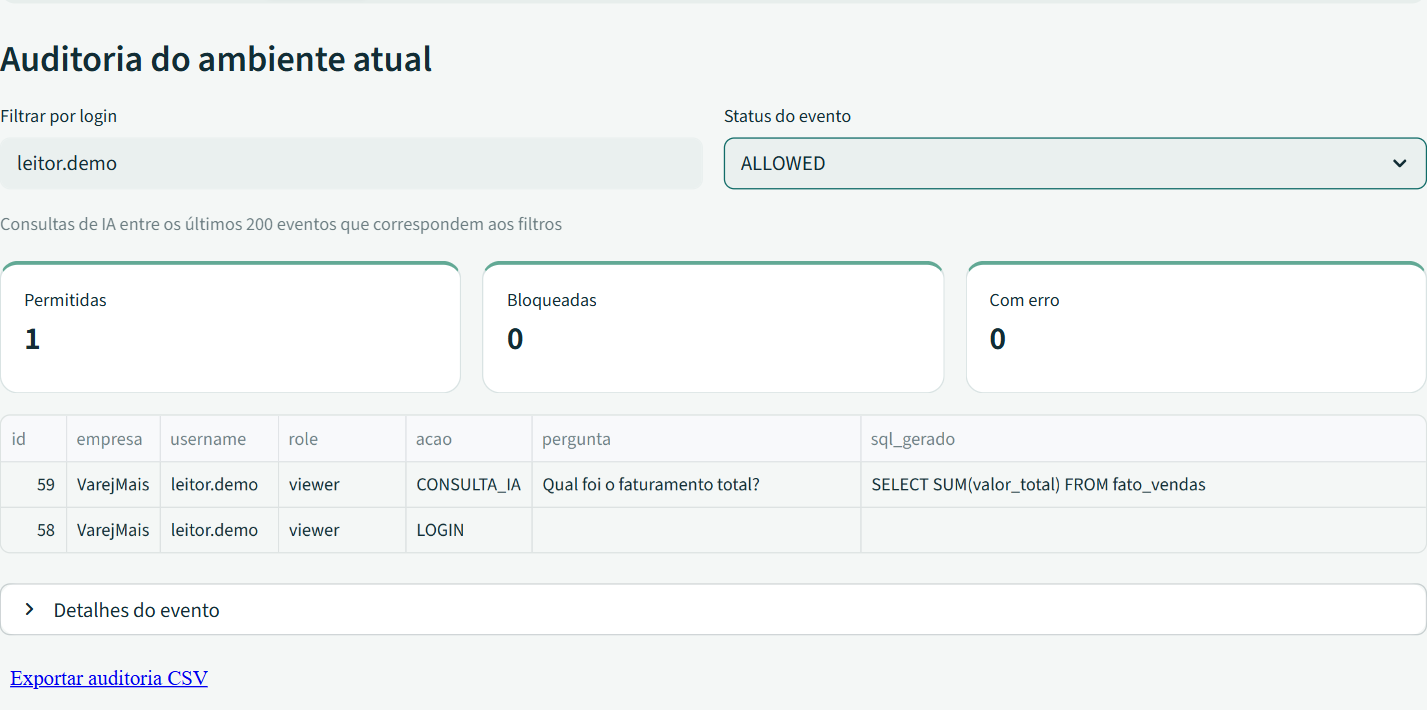 Auditoria do ambiente atual
Filtrar por login
Status do evento
leitor.demo
ALLOWED
Consultas de IA entre os últimos 200 eventos que correspondem aos filtros
Permitidas
Bloqueadas
Com erro
1
0
0
id empresa username role acao pergunta sql_gerado
59 VarejMais leitor.demo viewer CONSULTA_IA Qual foi o faturamento total? SELECT SUM(valor_total) FROM fato_vendas
58 VarejMais leitor.demo viewer LOGIN
Detalhes do evento
Exportar auditoria CSV